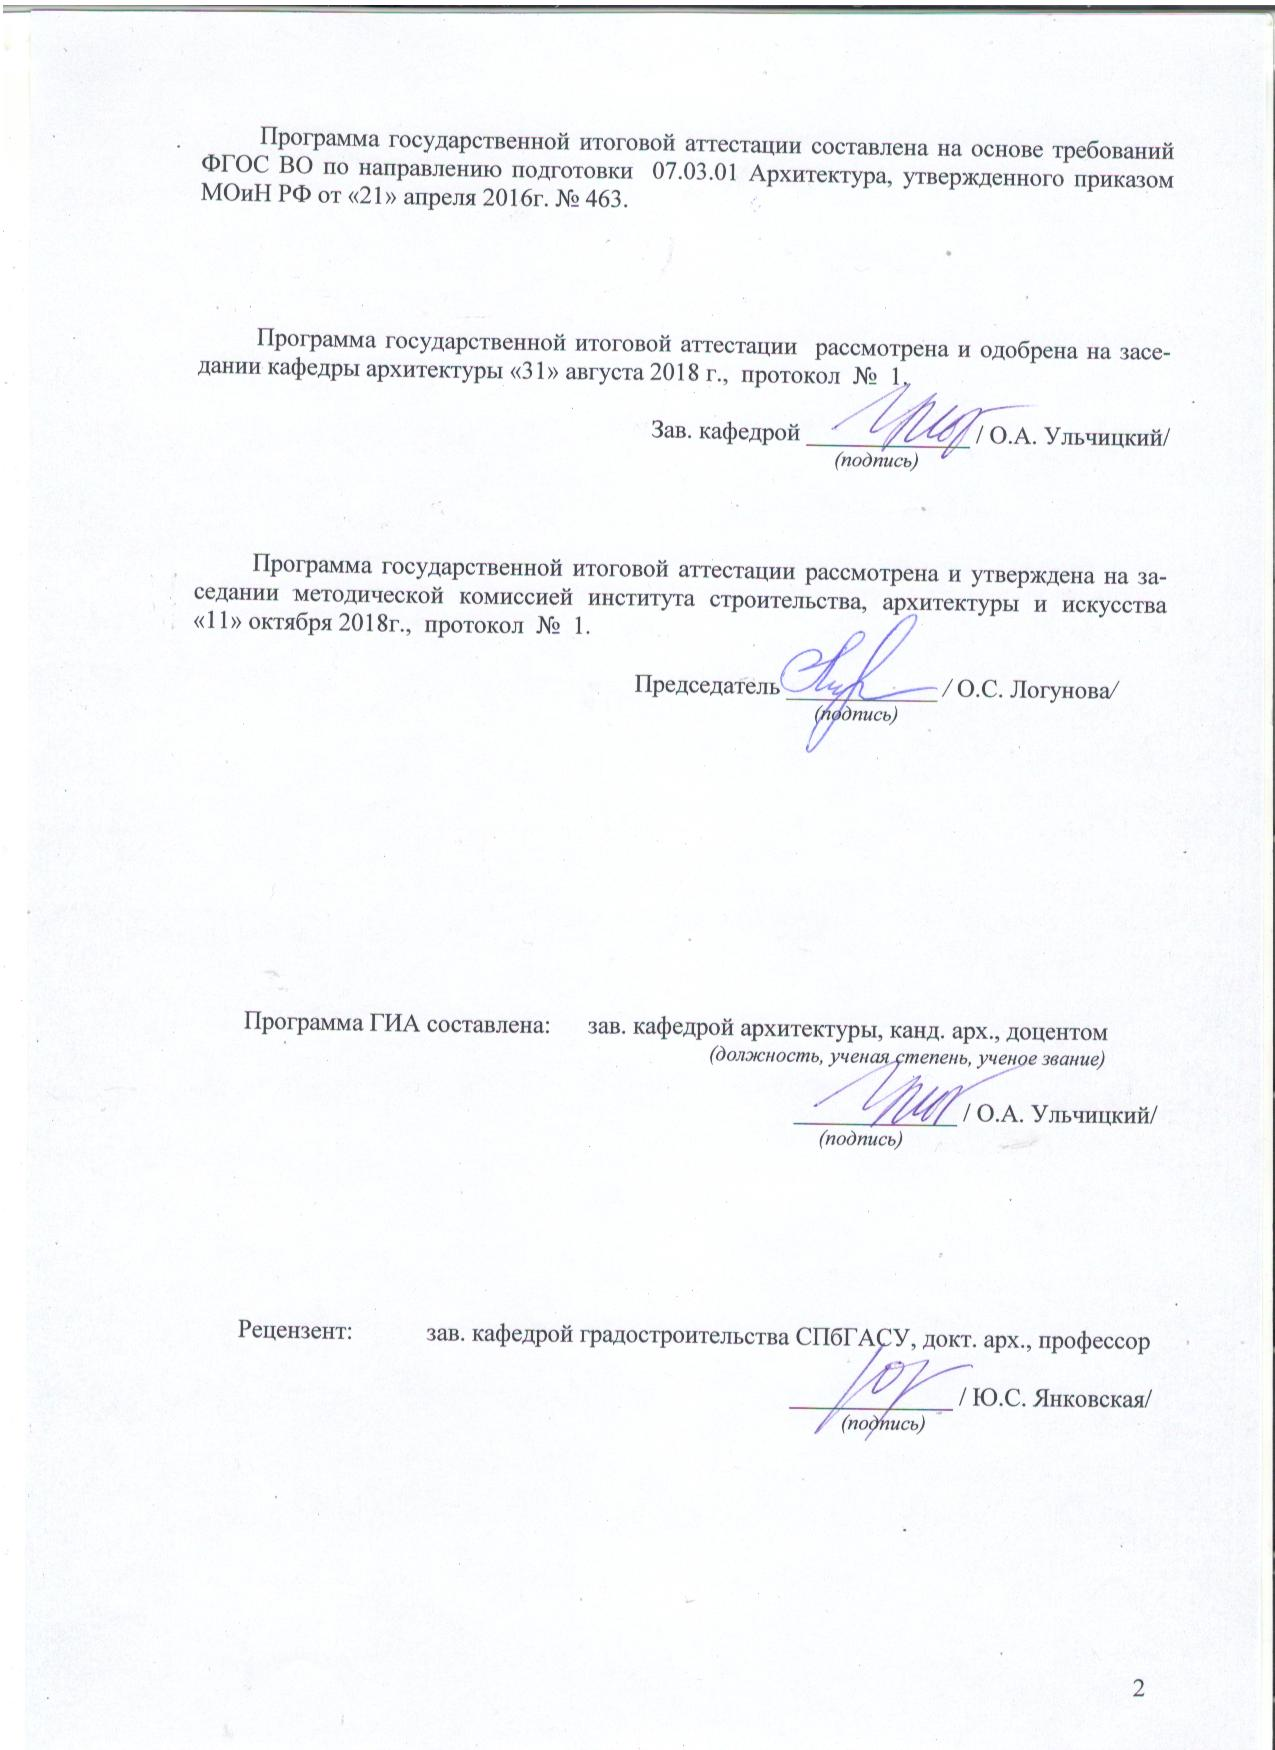 Программа государственной итоговой аттестации составлена на основе требований
ФГОС ВО по направлению подготовки 07.03.01 Архитектура, утвержденного приказом
МОиН РФ от «21» апреля 2016г. № 463.
Программа государственной итоговой аттестации рассмотрена и одобрена на засе-
дании кафедры архитектуры «31» августа 2018 г., протокол № 1.
Зав. кафедрой _____________ / О.А. Ульчицкий/
(подпись)
Программа государственной итоговой аттестации рассмотрена и утверждена на за-
седании методической комиссией института строительства, архитектуры и искусства
«11» октября 2018г., протокол № 1.
Председатель ____________ / О.С. Логунова/
(подпись)
Программа ГИА составлена: зав. кафедрой архитектуры, канд. арх., доцентом
(должность, ученая степень, ученое звание)
_____________ / О.А. Ульчицкий/
(подпись)
Рецензент: зав. кафедрой градостроительства СПбГАСУ, докт. арх., профессор
_____________ / Ю.С. Янковская/
(подпись)
2